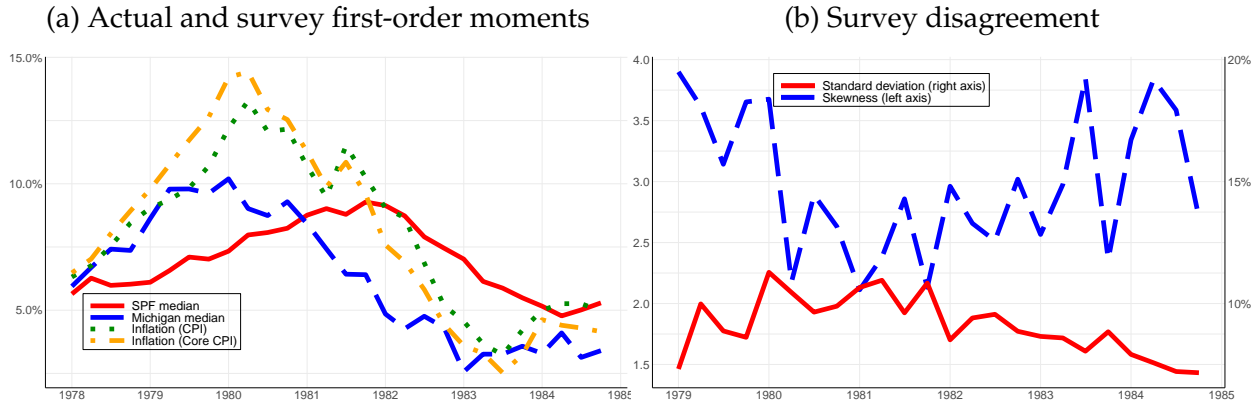 (a) Actual and survey first-order moments
15.0%
10.0%
5.0%
SPF median
Michigan median
Inflation (CPI)
Inflation (Core CPI)
1978 1979 1980 1981 1982 1983 1984 1985
(b) Survey disagreement
4.0
3.5
3.0
2.5
2.0
1.5
Standard deviation (right axis)
Skewness (left axis)
20%
15%
10%
1979 1980 1981 1982 1983 1984 1985